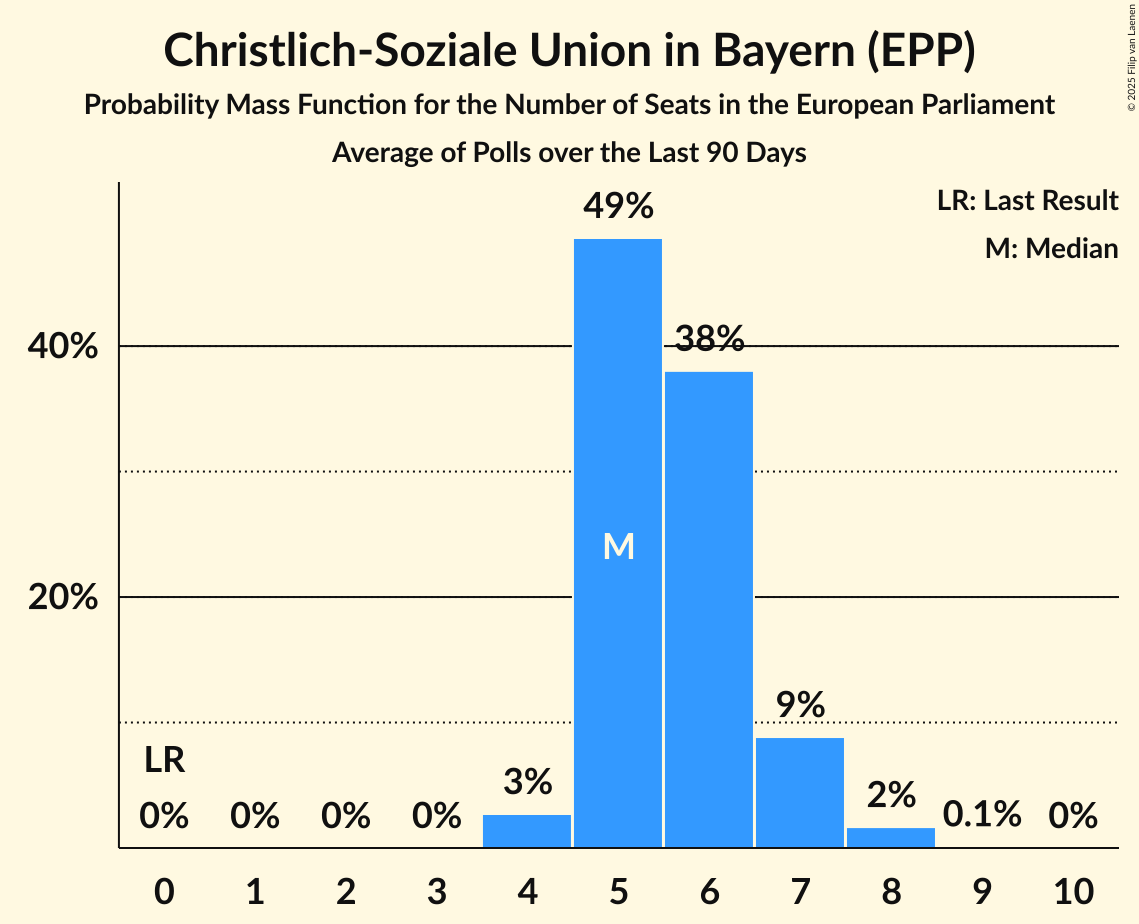 Christlich-Soziale Union in Bayern (EPP)
Probability Mass Function for the Number of Seats in the European Parliament
Average of Polls over the Last 90 Days
© 2025 Filip van Laenen
LR: Last Result
M: Median
49%
40%
38%
M
20%
9%
LR
3%
2%
0% 0% 0% 0% 0.1% 0%
0 1 2 3 4 5 6 7 8 9 10